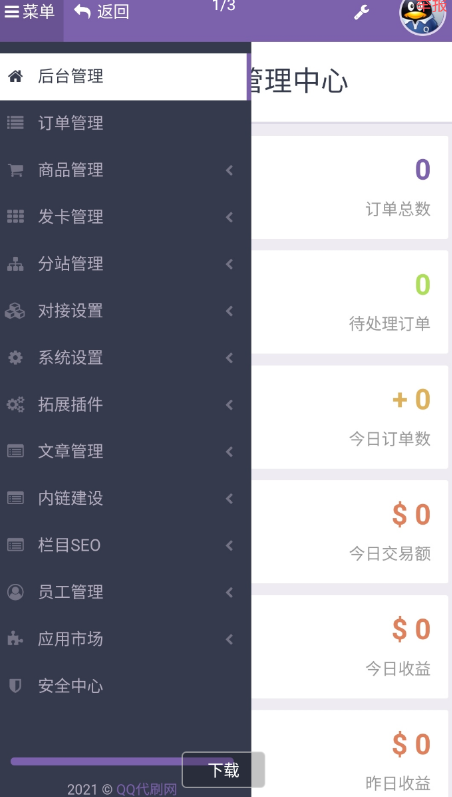 菜单 返回 1/3
后台管理
订单管理
商品管理
发卡管理
分站管理
对接设置
系统设置
拓展插件
文章管理
内链建设
栏目SEO
员工管理
应用市场
安全中心
下载
2021 © QQ代刷网
管理中心
0
订单总数
0
待处理订单
+ 0
今日订单数
$ 0
今日交易额
$ 0
今日收益
$ 0
昨日收益